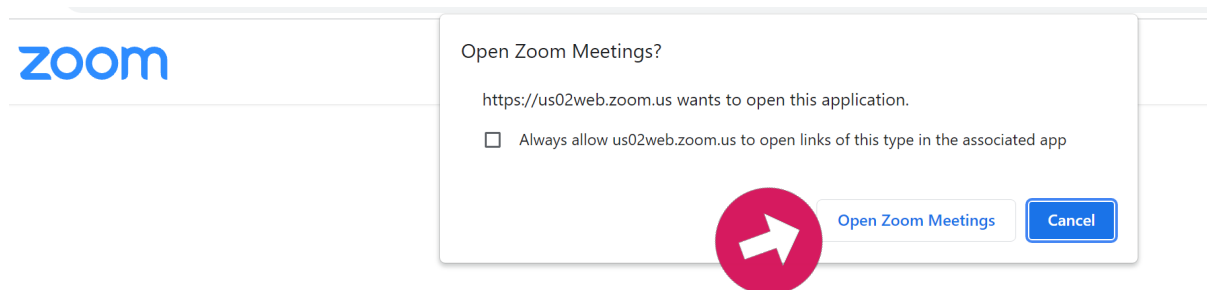 zoom
Open Zoom Meetings?
https://us02web.zoom.us wants to open this application.
Always allow us02web.zoom.us to open links of this type in the associated app
Open Zoom Meetings
Cancel